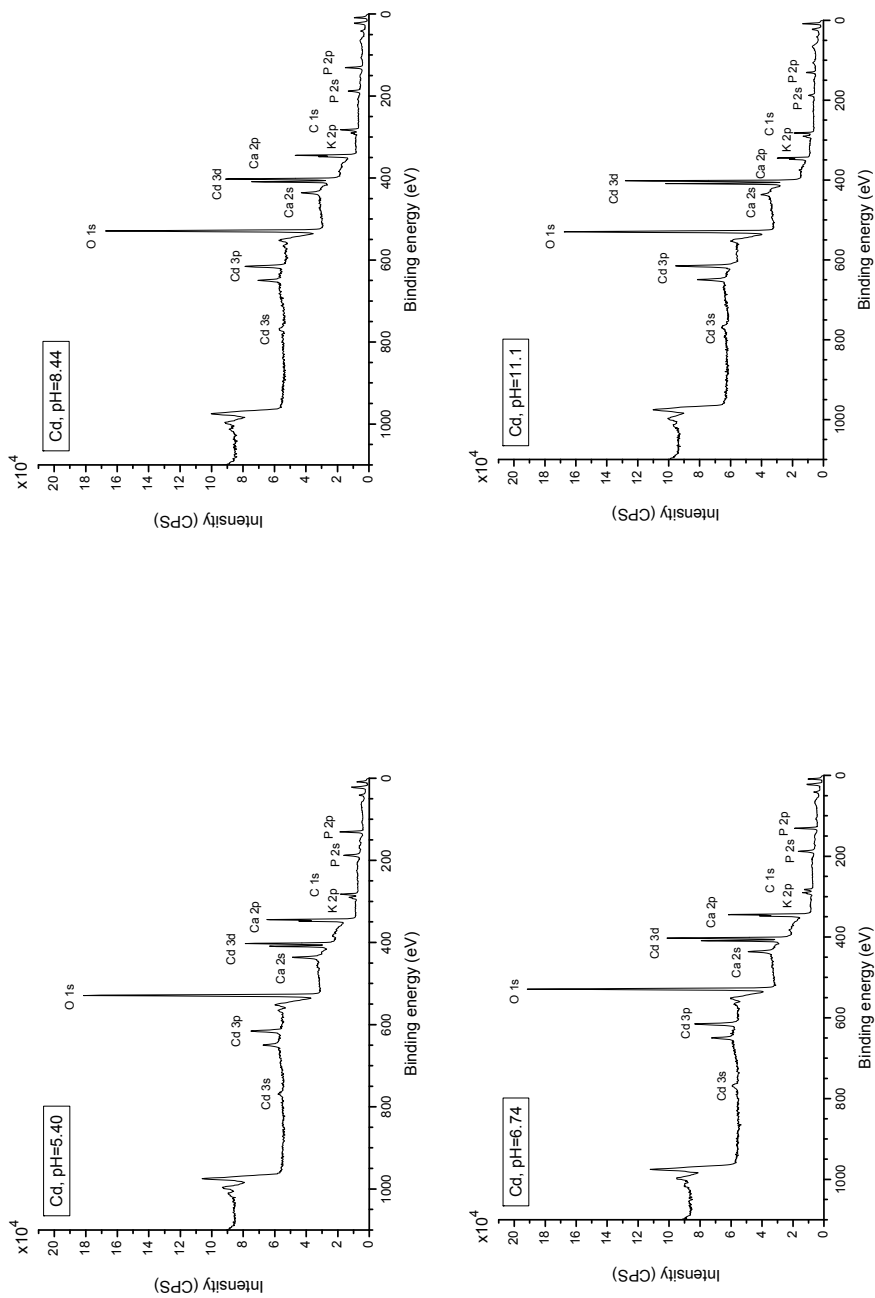 Cd, pH=5.40
x10⁴
20
18
16
14
12
10
8
6
4
2
0
Intensity (CPS)
O 1s
Cd 3s
Cd 3p
Ca 2s
Cd 3d
Ca 2p
K 2p
C 1s
P 2s
P 2p
1000
800
600
400
200
0
Binding energy (eV)
Cd, pH=8.44
x10⁴
20
18
16
14
12
10
8
6
4
2
0
Intensity (CPS)
O 1s
Cd 3s
Cd 3p
Ca 2s
Cd 3d
Ca 2p
K 2p
C 1s
P 2s
P 2p
1000
800
600
400
200
0
Binding energy (eV)
Cd, pH=6.74
x10⁴
20
18
16
14
12
10
8
6
4
2
0
Intensity (CPS)
O 1s
Cd 3s
Cd 3p
Ca 2s
Cd 3d
Ca 2p
K 2p
C 1s
P 2s
P 2p
1000
800
600
400
200
0
Binding energy (eV)
Cd, pH=11.1
x10⁴
20
18
16
14
12
10
8
6
4
2
0
Intensity (CPS)
O 1s
Cd 3s
Cd 3p
Ca 2s
Cd 3d
Ca 2p
K 2p
C 1s
P 2s
P 2p
1000
800
600
400
200
0
Binding energy (eV)